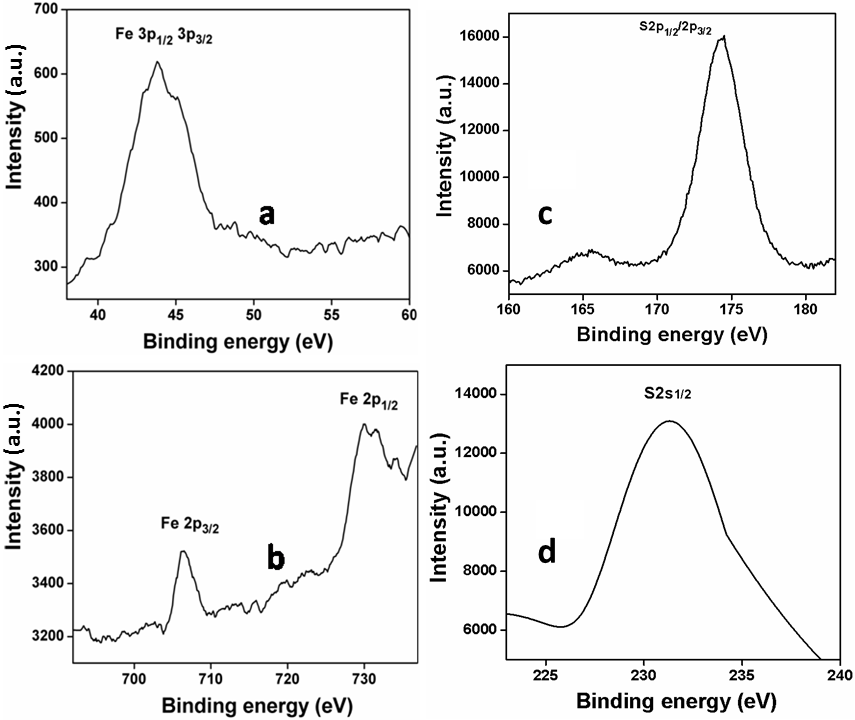 700
600
500
400
300
Intensity (a.u.)
Fe 3p1/2 3p3/2
a
40 45 50 55 60
Binding energy (eV)
16000
14000
12000
10000
8000
6000
Intensity (a.u.)
S2p1/2/2p3/2
c
160 165 170 175 180
Binding energy (eV)
4200
4000
3800
3600
3400
3200
Intensity (a.u.)
Fe 2p1/2
Fe 2p3/2
b
700 710 720 730
Binding energy (eV)
14000
12000
10000
8000
6000
Intensity (a.u.)
S2s1/2
d
225 230 235 240
Binding energy (eV)